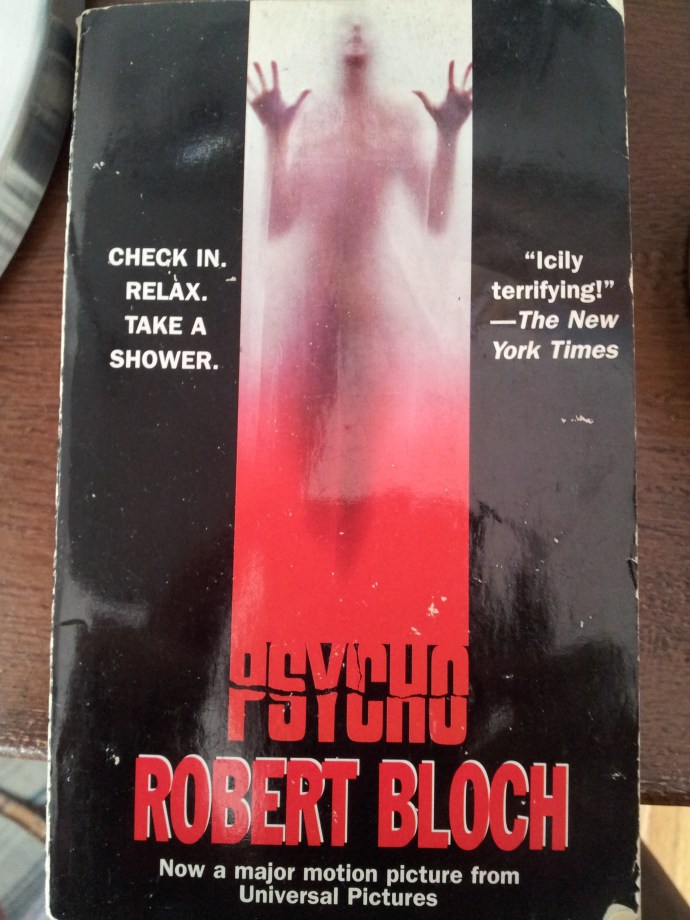 CHECK IN.
RELAX.
TAKE A
SHOWER.
“Icily
terrifying!”
—The New
York Times
PSYCHO
ROBERT BLOCH
Now a major motion picture from
Universal Pictures